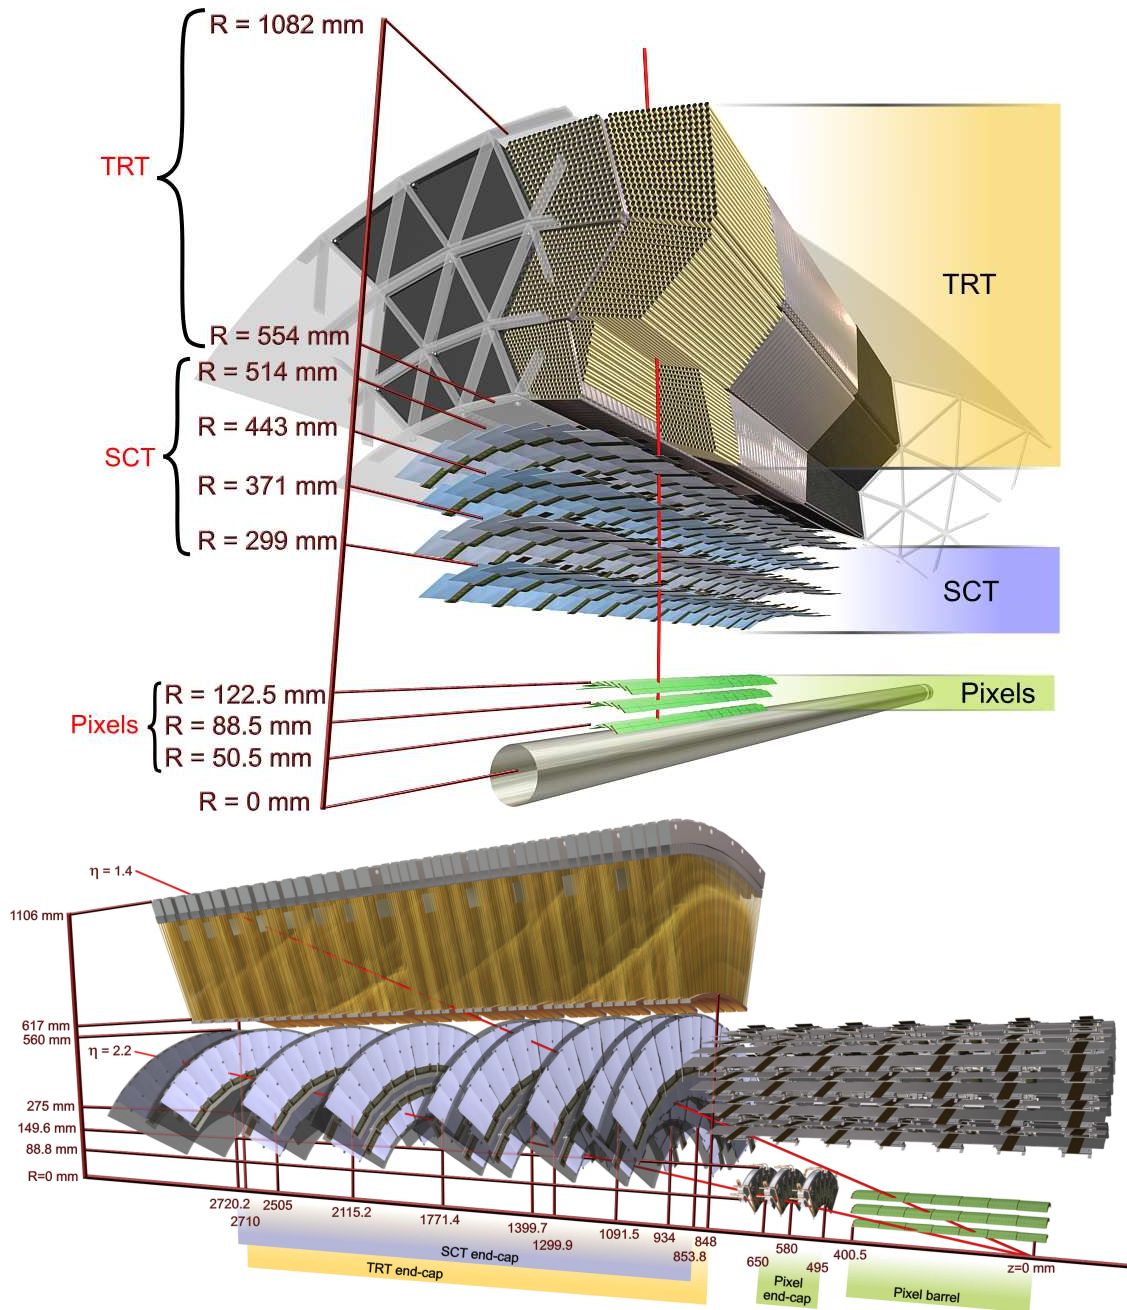 R = 1082 mm
TRT
TRT
R = 554 mm
R = 514 mm
R = 443 mm
SCT
R = 371 mm
R = 299 mm
SCT
R = 122.5 mm
Pixels
Pixels
R = 88.5 mm
R = 50.5 mm
R = 0 mm
η = 1.4
1106 mm
617 mm
560 mm
η = 2.2
275 mm
149.6 mm
88.8 mm
R=0 mm
2720.2
2710
2505
2115.2
1771.4
1399.7
1299.9
1091.5
934
853.8
848
650
580
495
400.5
z=0 mm
SCT end-cap
TRT end-cap
Pixel
end-cap
Pixel barrel